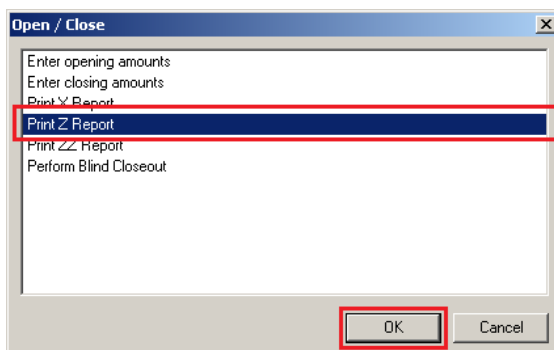 Open / Close
Enter opening amounts
Enter closing amounts
Print X Report
Print Z Report
Print ZZ Report
Perform Blind Closeout
OK
Cancel